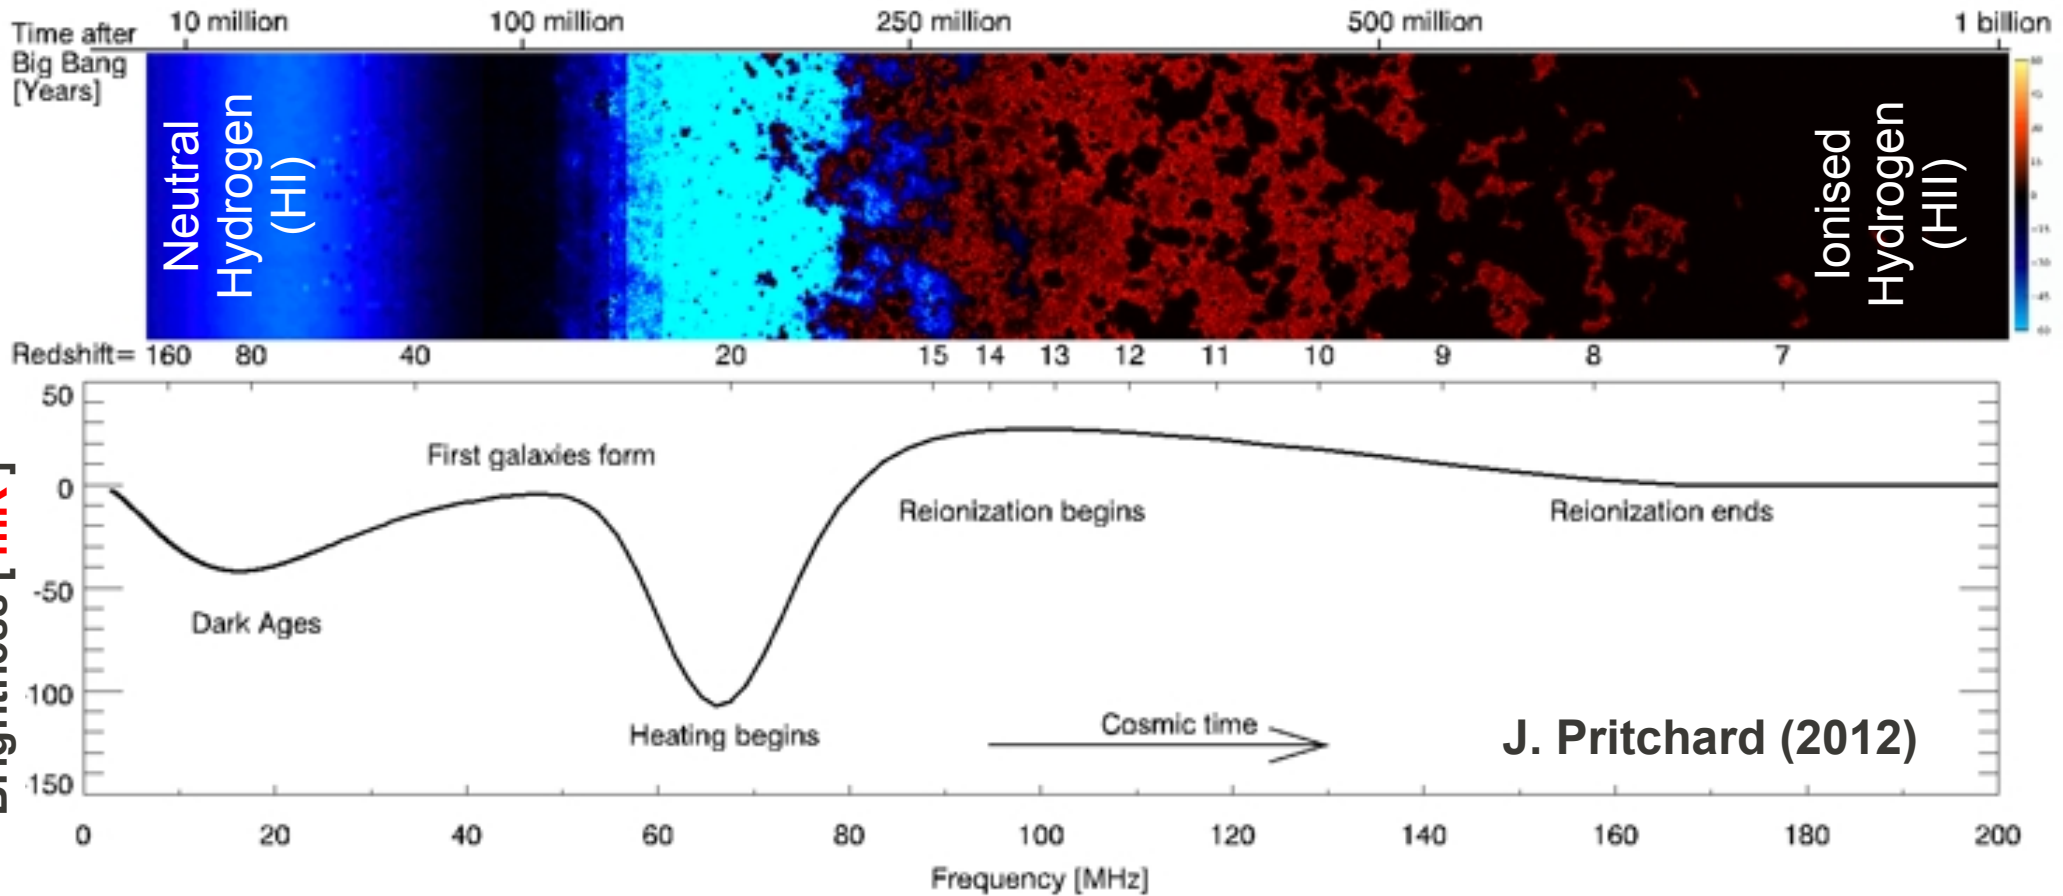 10 million 100 million 250 million 500 million 1 billion
Time after
Big Bang
[Years]
Neutral
Hydrogen
(HI)
Ionised
Hydrogen
(HII)
Redshift= 160 80 40 20 15 14 13 12 11 10 9 8 7
50
0
-50
-100
-150
First galaxies form
Dark Ages
Heating begins
Reionization begins
Reionization ends
Cosmic time
J. Pritchard (2012)
0 20 40 60 80 100 120 140 160 180 200
Frequency [MHz]